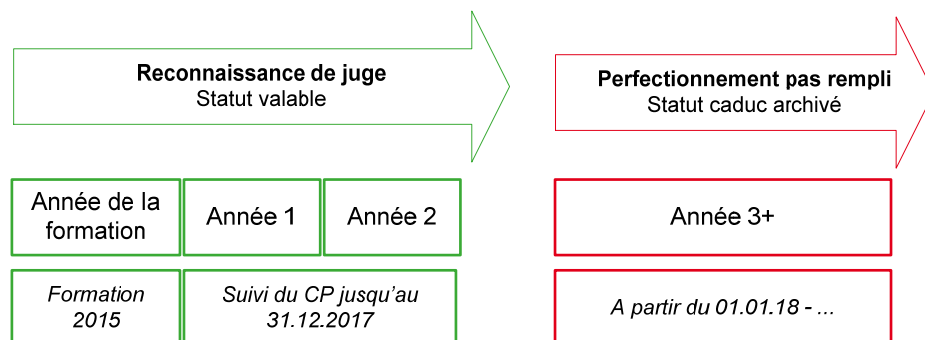 Reconnaissance de juge
Statut valable
Perfectionnement pas rempli
Statut caduc archivé
Année de la
formation
Année 1
Année 2
Année 3+
Formation
2015
Suivi du CP jusqu'au
31.12.2017
A partir du 01.01.18 - ...